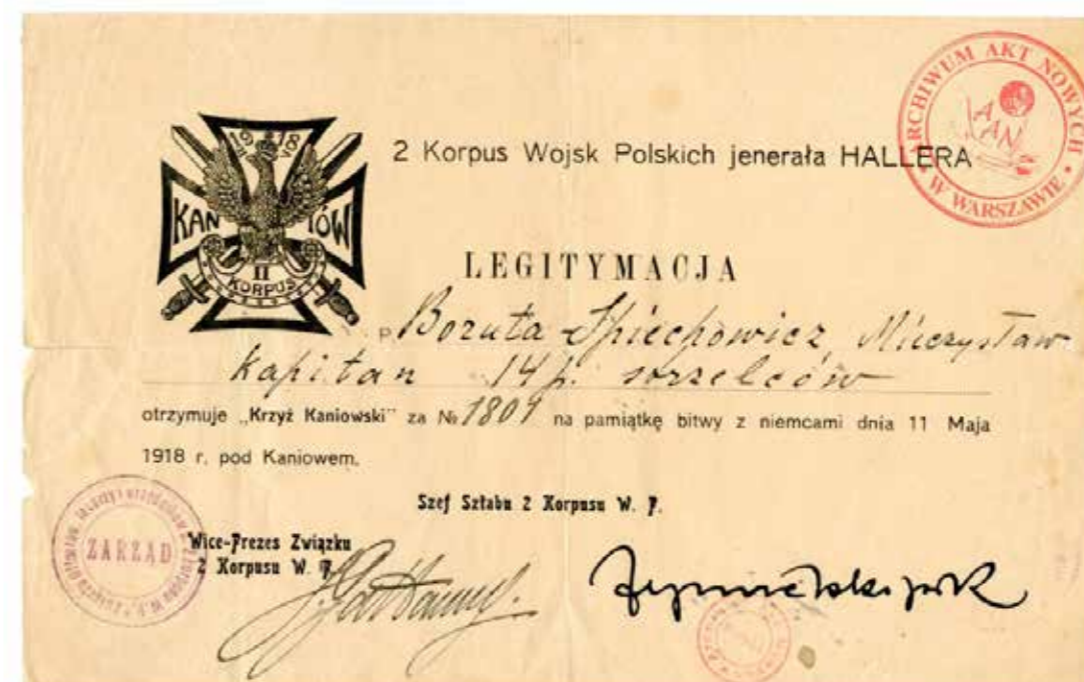 ARCHIWUM AKT NOWYCH
W WARSZAWIE
AAN
1918
KANIÓW
II
KORPUS
2 Korpus Wojsk Polskich jenerała HALLERA
LEGITYMACJA
P Boruta Spiechowicz Mieczysław
kapitan 14 p. strzelców
otrzymuje „Krzyż Kaniowski" za № 1801 na pamiątkę bitwy z niemcami dnia 11 Maja
1918 r. pod Kaniowem.
Szef Sztabu 2 Korpusu W. P.
Wice-Prezes Związku
2 Korpusu W. P.
ZARZĄD